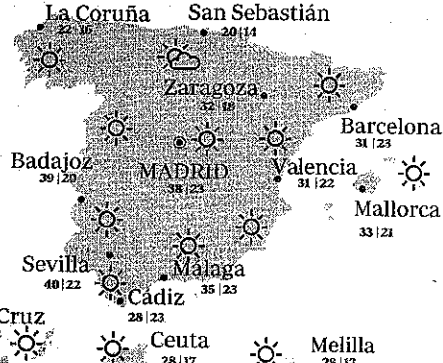 La Coruña San Sebastián
22|16 20|14
Zaragoza
32|18
Barcelona
31|23
Badajoz MADRID Valencia
39|20 38|23 31|22
Mallorca
33|21
Sevilla Málaga
40|22 35|23
Cádiz
28|23
Cruz Ceuta Melilla
28|17